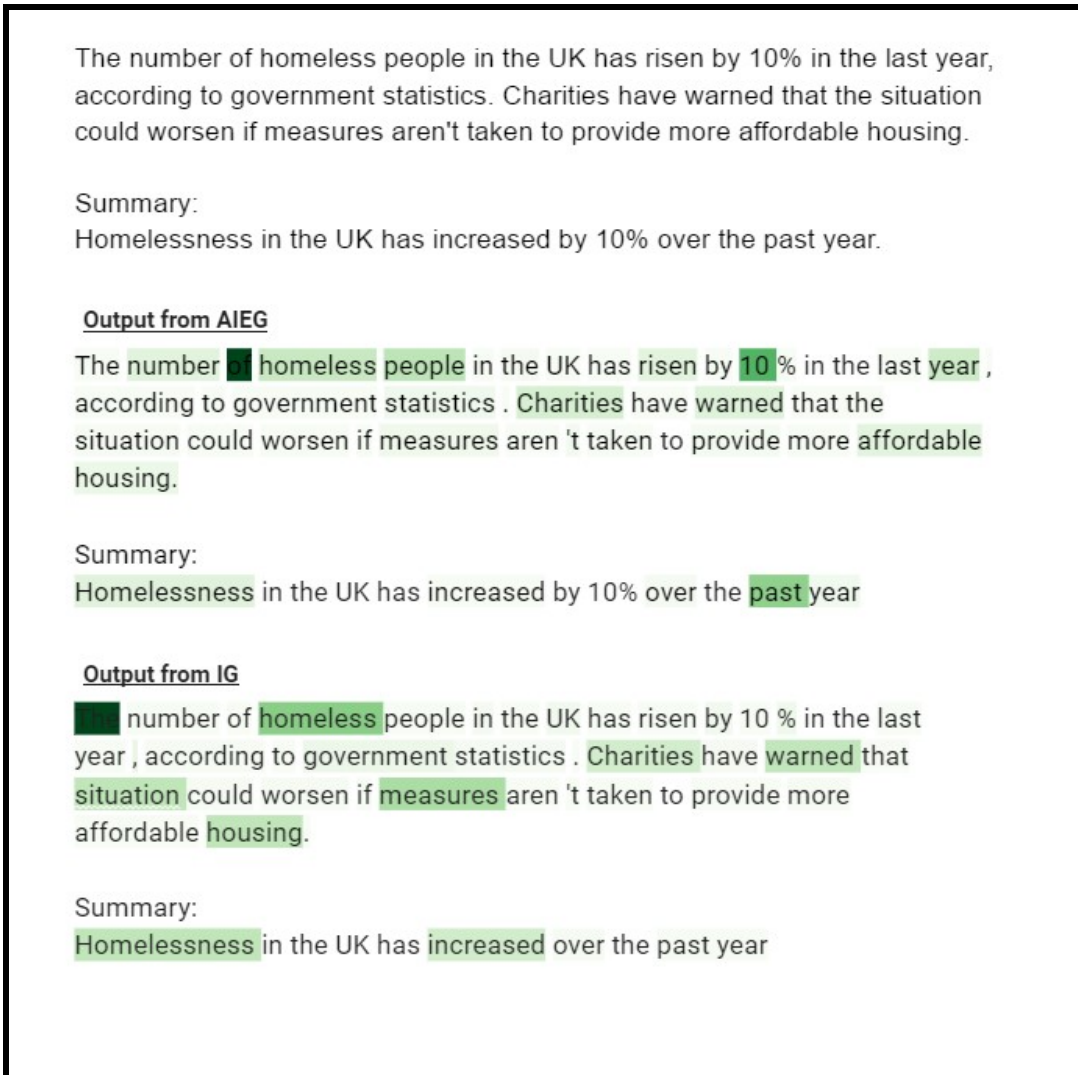 The number of homeless people in the UK has risen by 10% in the last year,
according to government statistics. Charities have warned that the situation
could worsen if measures aren't taken to provide more affordable housing.
Summary:
Homelessness in the UK has increased by 10% over the past year.
Output from AIEG
The number of homeless people in the UK has risen by 10 % in the last year ,
according to government statistics . Charities have warned that the
situation could worsen if measures aren 't taken to provide more affordable
housing.
Summary:
Homelessness in the UK has increased by 10% over the past year
Output from IG
The number of homeless people in the UK has risen by 10 % in the last
year , according to government statistics . Charities have warned that
situation could worsen if measures aren 't taken to provide more
affordable housing.
Summary:
Homelessness in the UK has increased over the past year